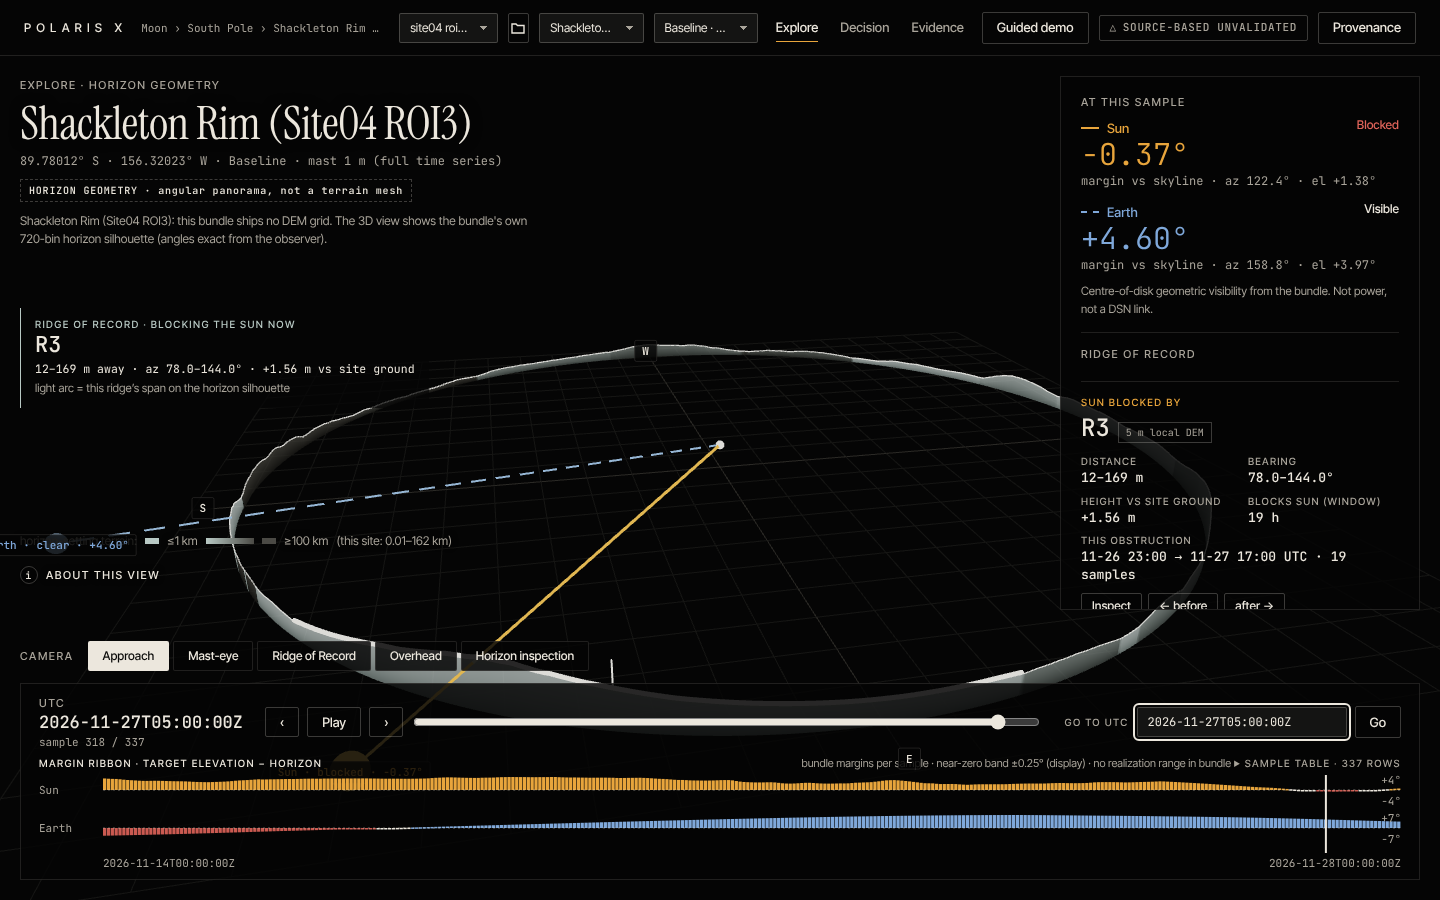 POLARIS X
Moon › South Pole › Shackleton Rim …
site04 roi...
Shackleto...
Baseline · ...
Explore
Decision
Evidence
Guided demo
△ SOURCE-BASED UNVALIDATED
Provenance
EXPLORE · HORIZON GEOMETRY
Shackleton Rim (Site04 ROI3)
89.78012° S · 156.32023° W · Baseline · mast 1 m (full time series)
HORIZON GEOMETRY · angular panorama, not a terrain mesh
Shackleton Rim (Site04 ROI3): this bundle ships no DEM grid. The 3D view shows the bundle's own
720-bin horizon silhouette (angles exact from the observer).
RIDGE OF RECORD · BLOCKING THE SUN NOW
R3
12–169 m away · az 78.0–144.0° · +1.56 m vs site ground
light arc = this ridge's span on the horizon silhouette
W
S
rth · clear · +4.60°
≤1 km
≥100 km
(this site: 0.01–162 km)
i ABOUT THIS VIEW
AT THIS SAMPLE
Sun
Blocked
-0.37°
margin vs skyline · az 122.4° · el +1.38°
Earth
Visible
+4.60°
margin vs skyline · az 158.8° · el +3.97°
Centre-of-disk geometric visibility from the bundle. Not power,
not a DSN link.
RIDGE OF RECORD
SUN BLOCKED BY
R3
5 m local DEM
DISTANCE
BEARING
12–169 m
78.0–144.0°
HEIGHT VS SITE GROUND
BLOCKS SUN (WINDOW)
+1.56 m
19 h
THIS OBSTRUCTION
11-26 23:00 → 11-27 17:00 UTC · 19
samples
Inspect
← before
after →
CAMERA
Approach
Mast-eye
Ridge of Record
Overhead
Horizon inspection
UTC
2026-11-27T05:00:00Z
sample 318 / 337
‹
Play
›
GO TO UTC
2026-11-27T05:00:00Z
Go
E
Sun · blocked · -0.37°
MARGIN RIBBON · TARGET ELEVATION − HORIZON
bundle margins per s le · near-zero band ±0.25° (display) · no realization range in bundle
▸ SAMPLE TABLE · 337 ROWS
Sun
+4°
-4°
Earth
+7°
-7°
2026-11-14T00:00:00Z
2026-11-28T00:00:00Z